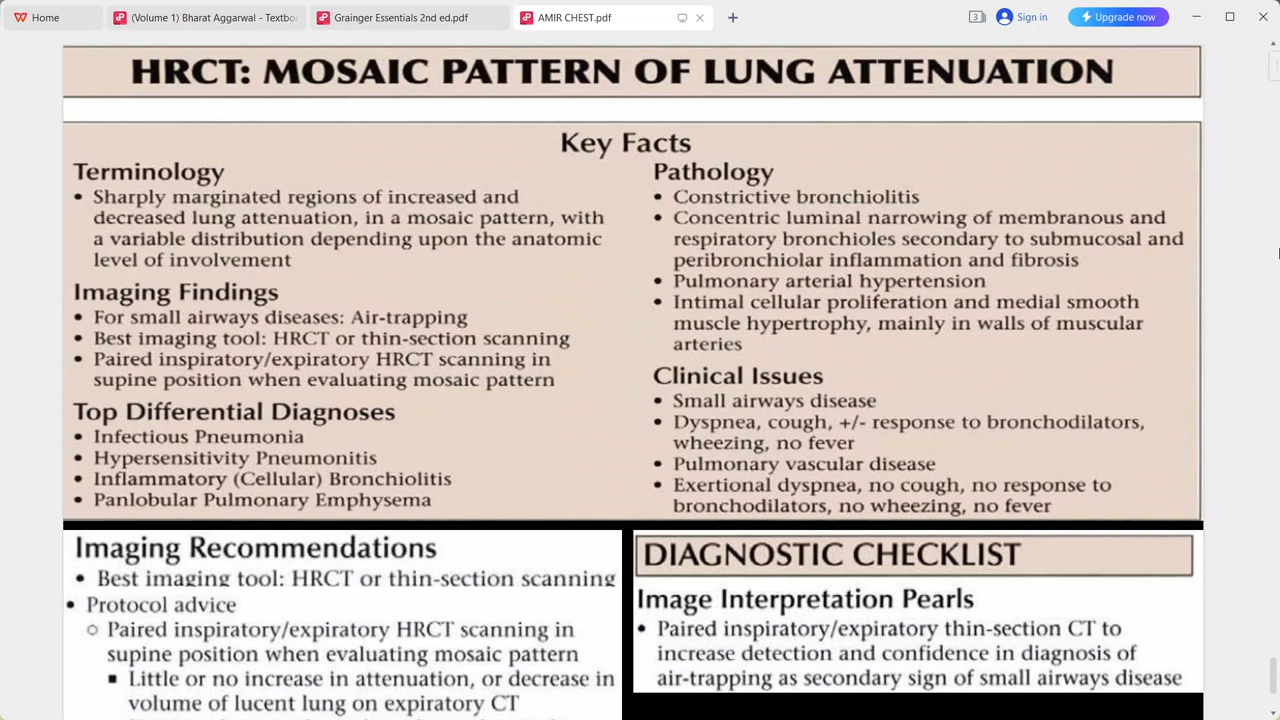 Home
(Volume 1) Bharat Aggarwal - Textbo
Grainger Essentials 2nd ed.pdf
AMIR CHEST.pdf
3
Sign in
Upgrade now
HRCT: MOSAIC PATTERN OF LUNG ATTENUATION
Key Facts
Terminology
• Sharply marginated regions of increased and
decreased lung attenuation, in a mosaic pattern, with
a variable distribution depending upon the anatomic
level of involvement
Imaging Findings
• For small airways diseases: Air-trapping
• Best imaging tool: HRCT or thin-section scanning
• Paired inspiratory/expiratory HRCT scanning in
supine position when evaluating mosaic pattern
Top Differential Diagnoses
• Infectious Pneumonia
• Hypersensitivity Pneumonitis
• Inflammatory (Cellular) Bronchiolitis
• Panlobular Pulmonary Emphysema
Pathology
• Constrictive bronchiolitis
• Concentric luminal narrowing of membranous and
respiratory bronchioles secondary to submucosal and
peribronchiolar inflammation and fibrosis
• Pulmonary arterial hypertension
• Intimal cellular proliferation and medial smooth
muscle hypertrophy, mainly in walls of muscular
arteries
Clinical Issues
• Small airways disease
• Dyspnea, cough, +/- response to bronchodilators,
wheezing, no fever
• Pulmonary vascular disease
• Exertional dyspnea, no cough, no response to
bronchodilators, no wheezing, no fever
Imaging Recommendations
• Best imaging tool: HRCT or thin-section scanning
• Protocol advice
○ Paired inspiratory/expiratory HRCT scanning in
supine position when evaluating mosaic pattern
▪ Little or no increase in attenuation, or decrease in
volume of lucent lung on expiratory CT
DIAGNOSTIC CHECKLIST
Image Interpretation Pearls
• Paired inspiratory/expiratory thin-section CT to
increase detection and confidence in diagnosis of
air-trapping as secondary sign of small airways disease